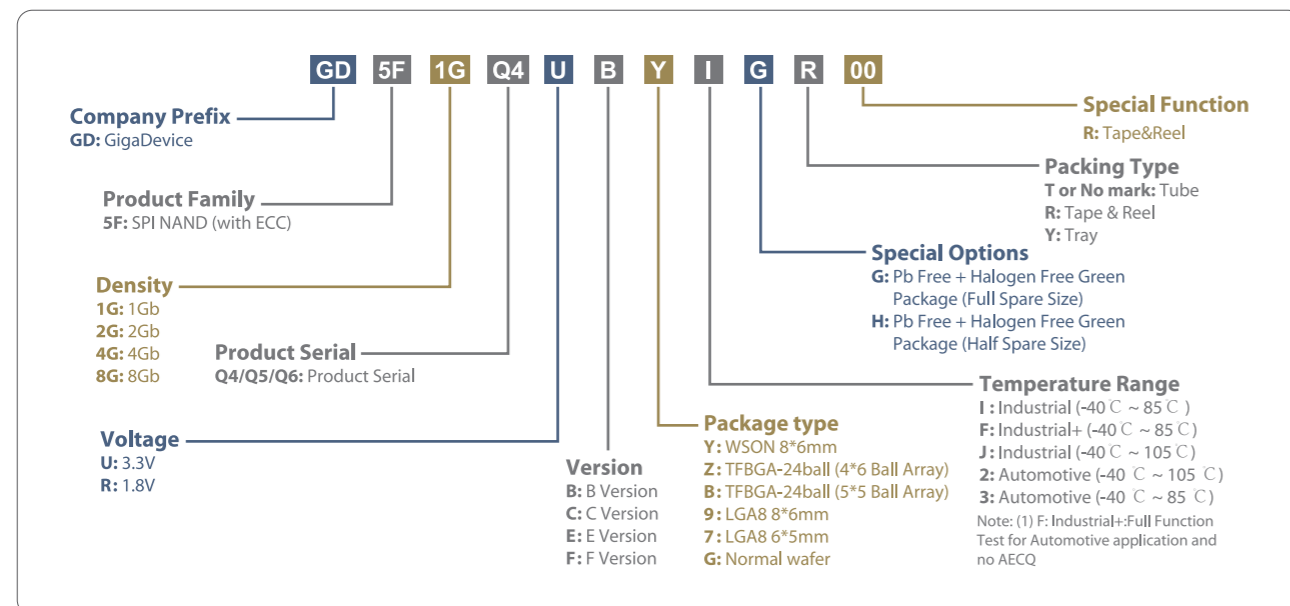 GD 5F 1G Q4 U B Y I G R 00
Company Prefix
GD: GigaDevice
Product Family
5F: SPI NAND (with ECC)
Density
1G: 1Gb
2G: 2Gb
4G: 4Gb
8G: 8Gb
Product Serial
Q4/Q5/Q6: Product Serial
Voltage
U: 3.3V
R: 1.8V
Version
B: B Version
C: C Version
E: E Version
F: F Version
Package type
Y: WSON 8*6mm
Z: TFBGA-24ball (4*6 Ball Array)
B: TFBGA-24ball (5*5 Ball Array)
9: LGA8 8*6mm
7: LGA8 6*5mm
G: Normal wafer
Temperature Range
I : Industrial (-40℃ ~ 85℃ )
F: Industrial+ (-40℃ ~ 85℃)
J: Industrial (-40℃ ~ 105℃)
2: Automotive (-40 ℃ ~ 105 ℃)
3: Automotive (-40 ℃ ~ 85 ℃)
Note: (1) F: Industrial+:Full Function
Test for Automotive application and
no AECQ
Special Options
G: Pb Free + Halogen Free Green
Package (Full Spare Size)
H: Pb Free + Halogen Free Green
Package (Half Spare Size)
Packing Type
T or No mark: Tube
R: Tape & Reel
Y: Tray
Special Function
R: Tape&Reel